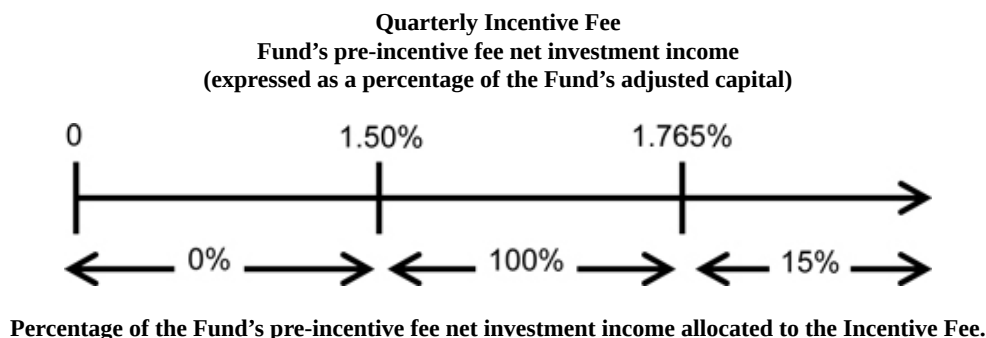 Quarterly Incentive Fee
Fund’s pre-incentive fee net investment income
(expressed as a percentage of the Fund’s adjusted capital)
0 1.50% 1.765%
0% 100% 15%
Percentage of the Fund’s pre-incentive fee net investment income allocated to the Incentive Fee.